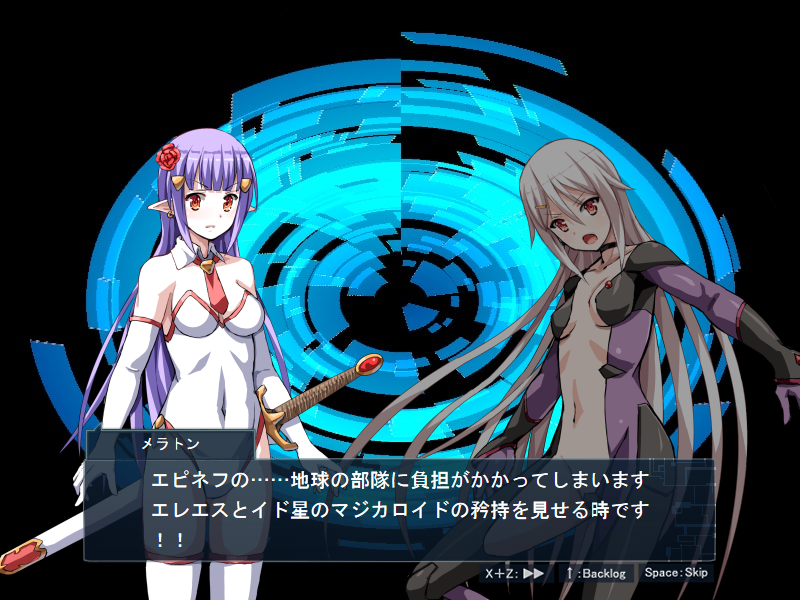 メラトン
エピネフの……地球の部隊に負担がかかってしまいます
エレエスとイド星のマジカロイドの矜持を見せる時です
！！
X+Z:▶▶ ↑:Backlog Space:Skip